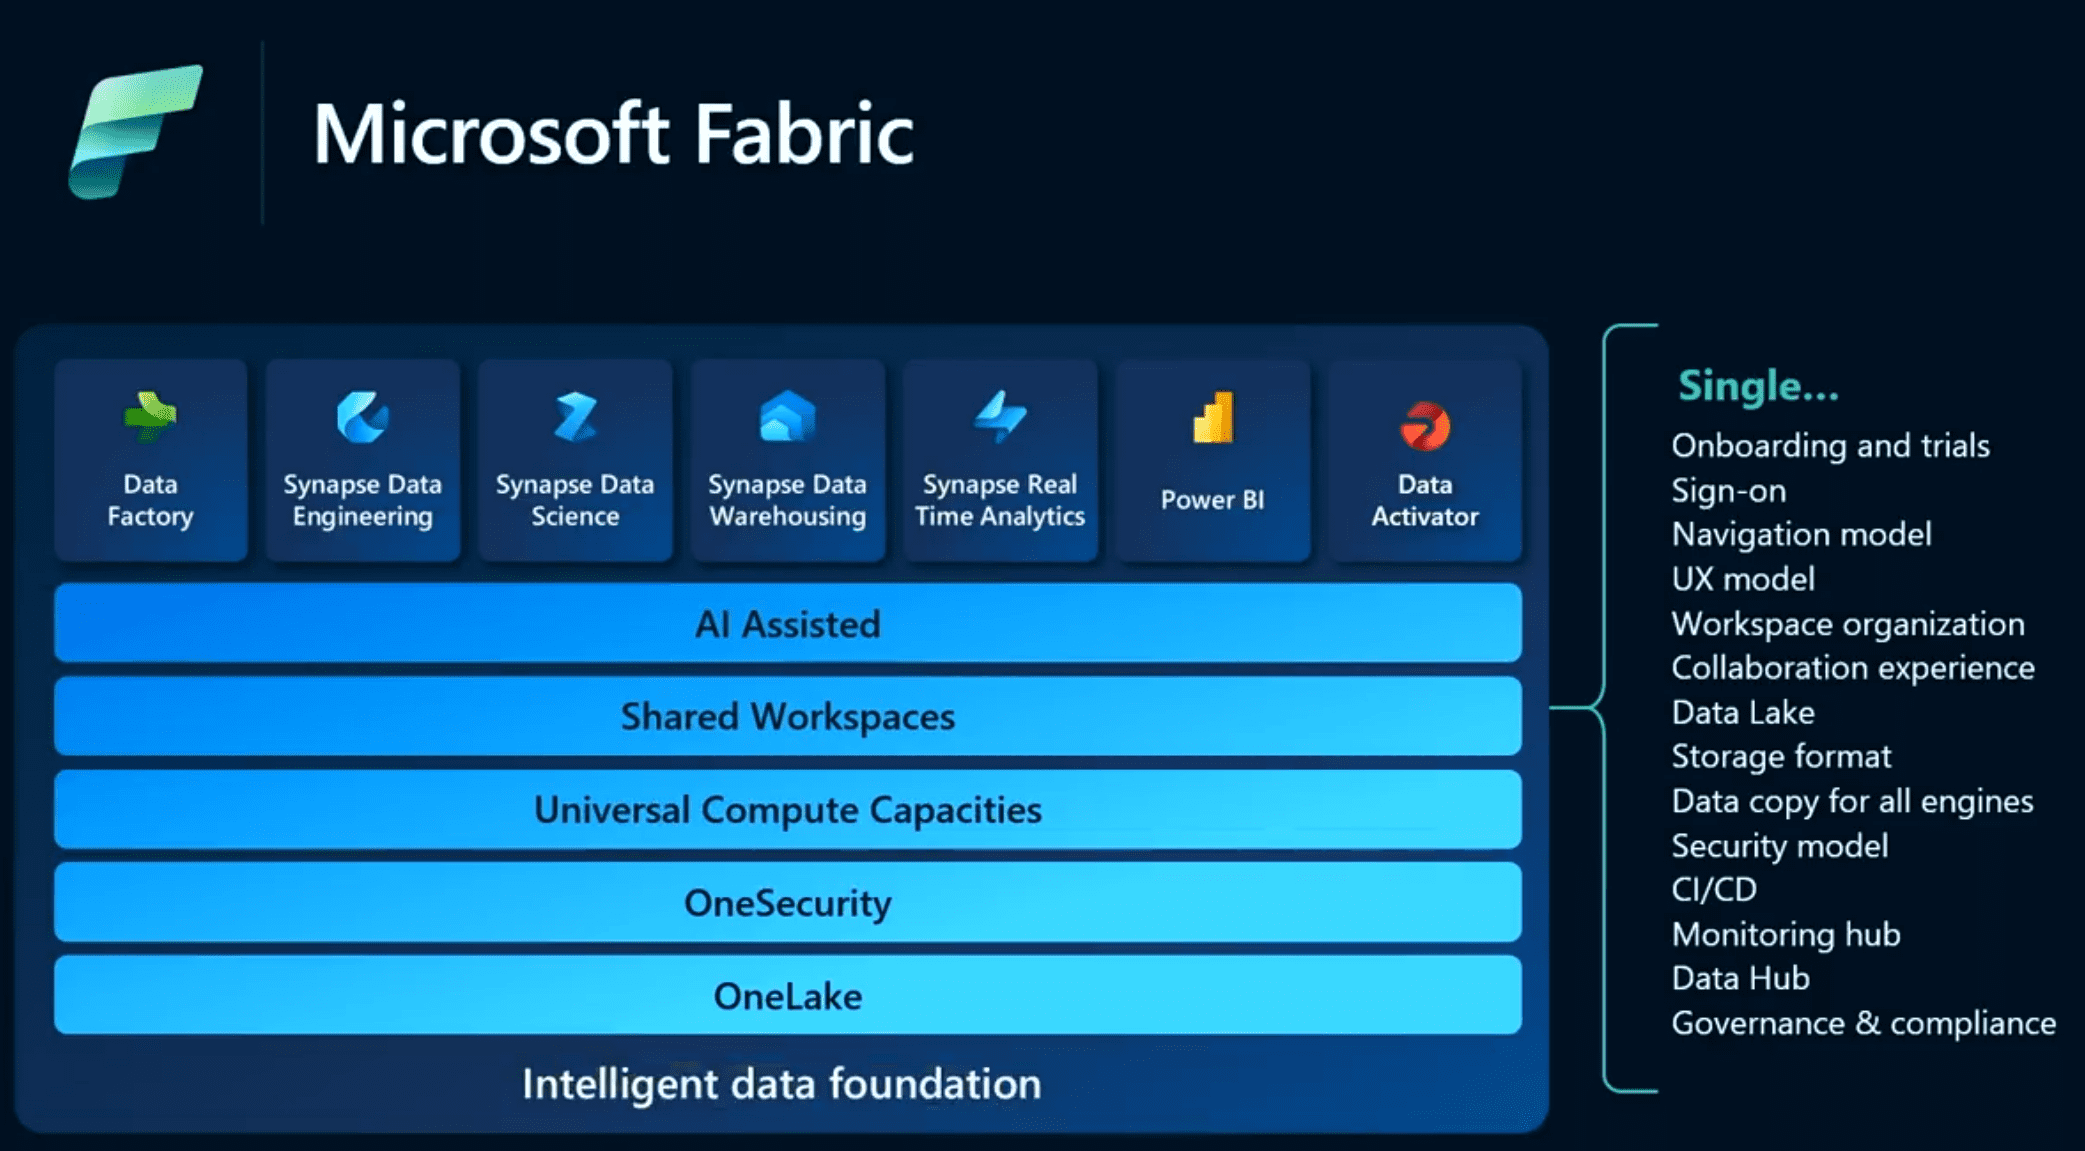 Microsoft Fabric
Data
Factory
Synapse Data
Engineering
Synapse Data
Science
Synapse Data
Warehousing
Synapse Real
Time Analytics
Power BI
Data
Activator
AI Assisted
Shared Workspaces
Universal Compute Capacities
OneSecurity
OneLake
Intelligent data foundation
Single...
Onboarding and trials
Sign-on
Navigation model
UX model
Workspace organization
Collaboration experience
Data Lake
Storage format
Data copy for all engines
Security model
CI/CD
Monitoring hub
Data Hub
Governance & compliance